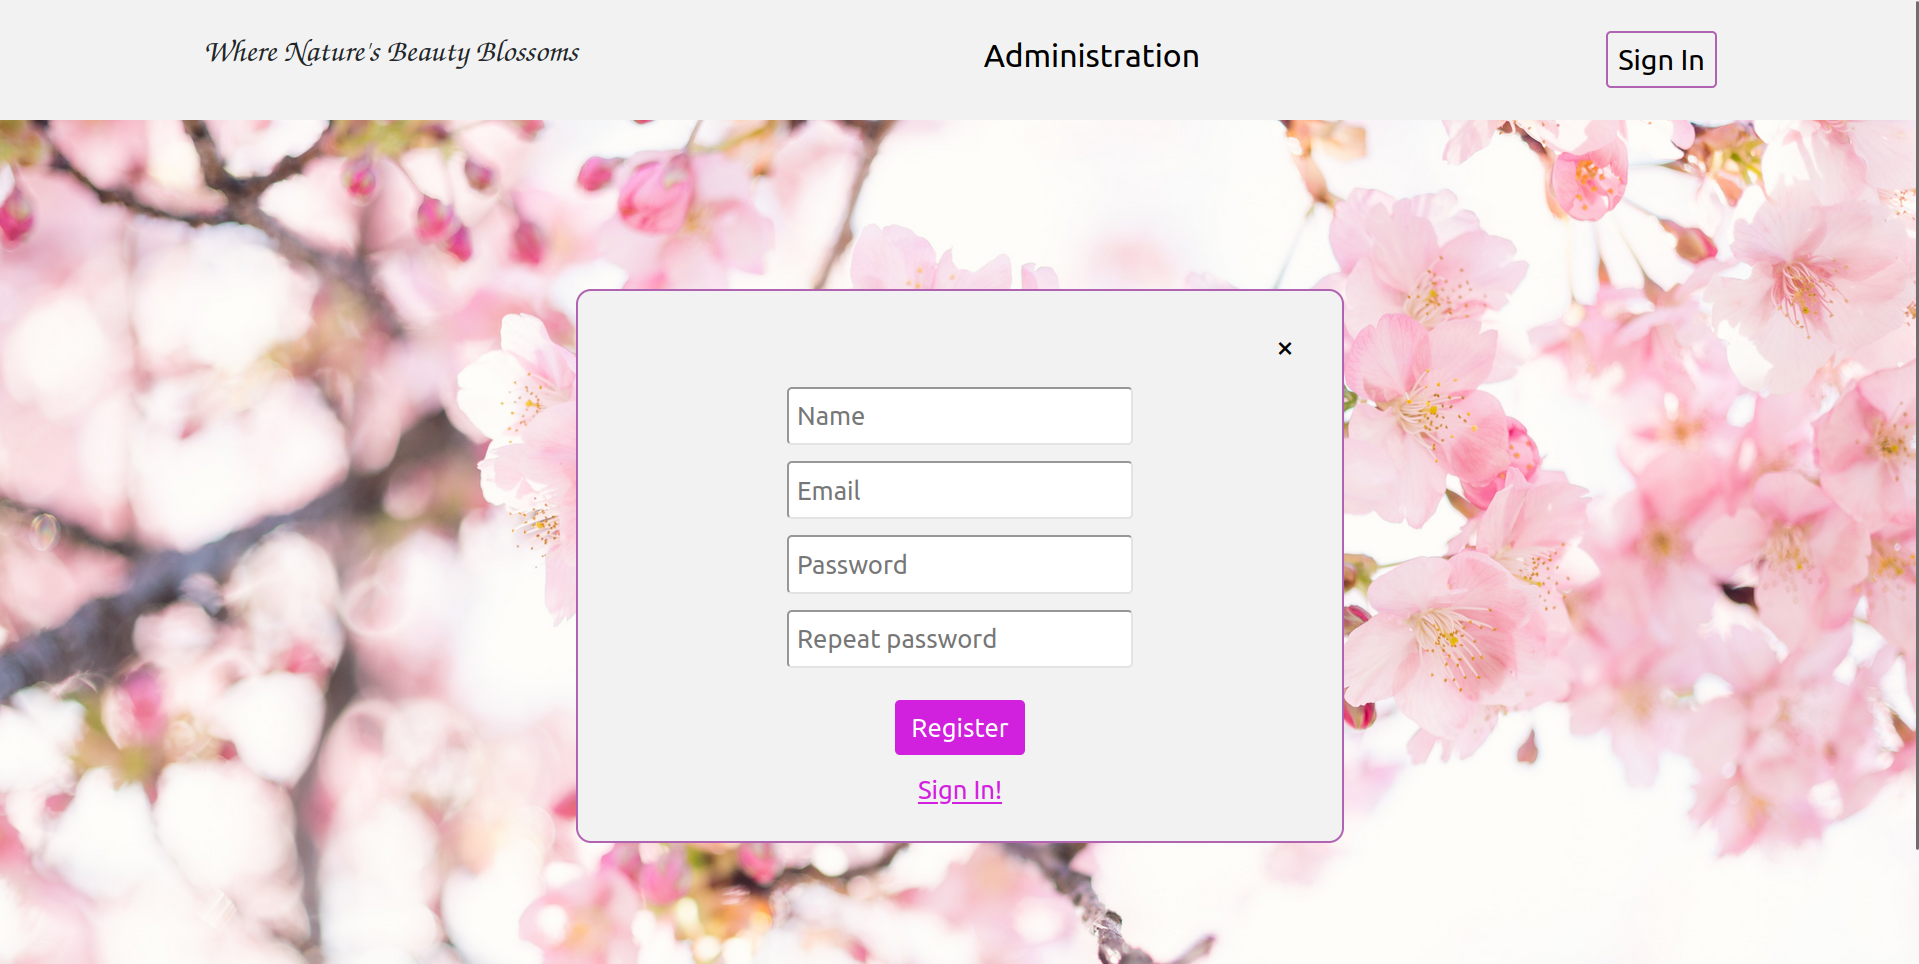 Where Nature's Beauty Blossoms
Administration
Sign In
×
Name
Email
Password
Repeat password
Register
Sign In!